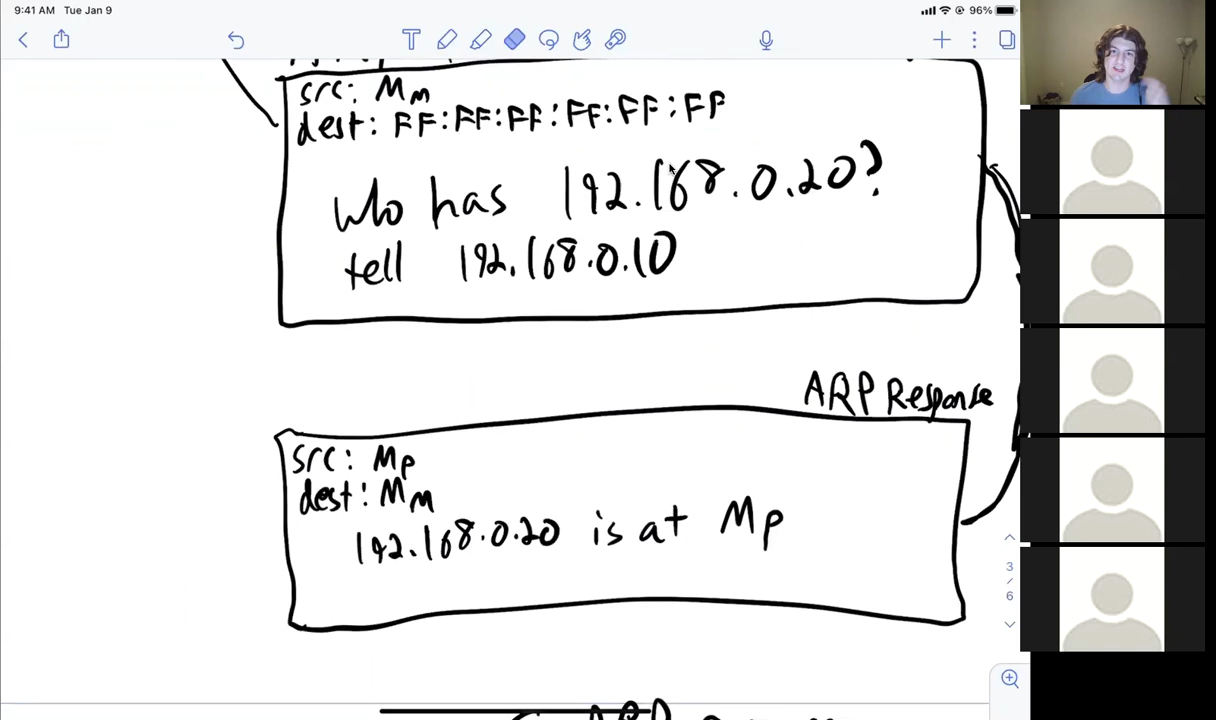 9:41 AM Tue Jan 9
96%
src: Mm
dest: FF:FF:FF:FF:FF:FF
Who has 192.168.0.20?
tell 192.168.0.10
ARP Response
src: Mp
dest: Mm
192.168.0.20 is at Mp
3
/
6
ARP